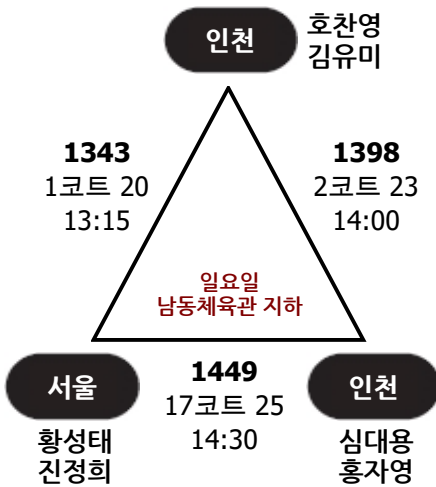 인천
호찬영
김유미
1343
1코트 20
13:15
1398
2코트 23
14:00
일요일
남동체육관 지하
서울
황성태
진정희
1449
17코트 25
14:30
인천
심대용
홍자영